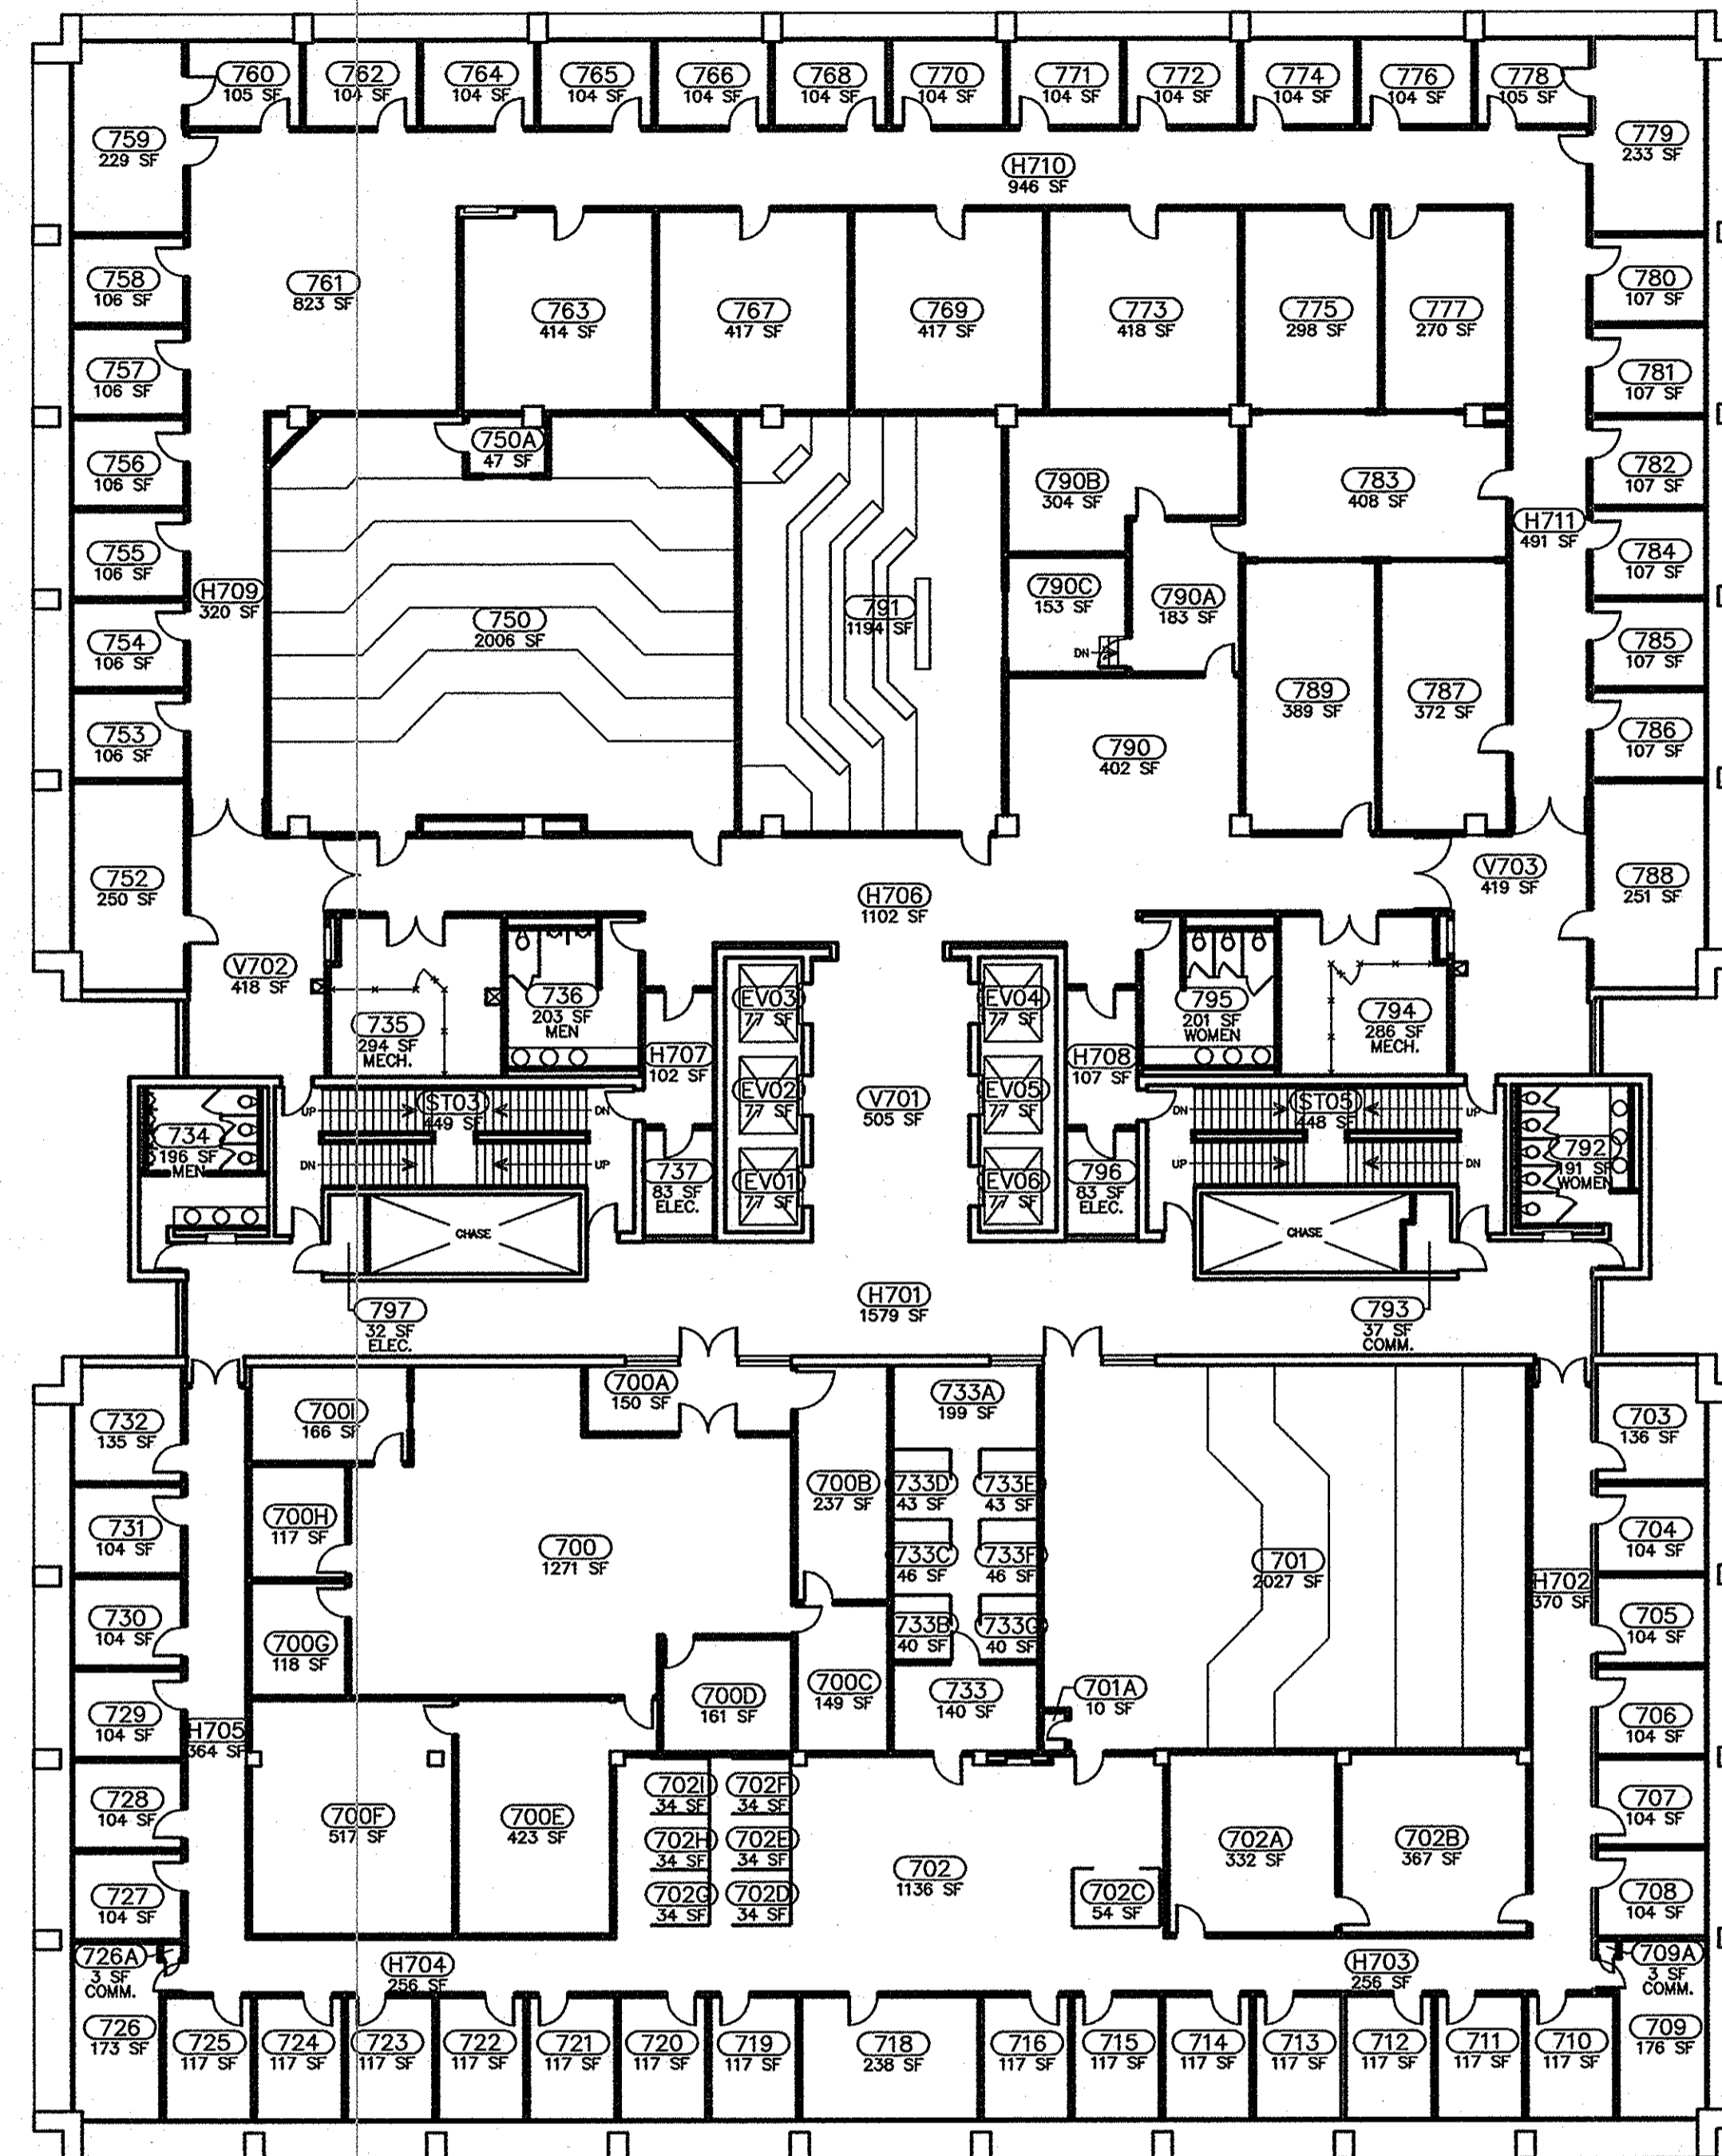 760
105 SF
762
104 SF
764
104 SF
765
104 SF
766
104 SF
768
104 SF
770
104 SF
771
104 SF
772
104 SF
774
104 SF
776
104 SF
778
105 SF
759
229 SF
779
233 SF
H710
946 SF
758
106 SF
761
823 SF
763
414 SF
767
417 SF
769
417 SF
773
418 SF
775
298 SF
777
270 SF
780
107 SF
757
106 SF
781
107 SF
750A
47 SF
756
106 SF
790B
304 SF
783
408 SF
782
107 SF
H711
491 SF
755
106 SF
784
107 SF
H709
320 SF
750
2006 SF
791
1194 SF
790C
153 SF
790A
183 SF
DN
754
106 SF
785
107 SF
789
389 SF
787
372 SF
753
106 SF
790
402 SF
786
107 SF
752
250 SF
H706
1102 SF
V703
419 SF
788
251 SF
V702
418 SF
735
294 SF
MECH.
736
203 SF
MEN
EV03
77 SF
EV04
77 SF
795
201 SF
WOMEN
794
286 SF
MECH.
H707
102 SF
H708
107 SF
EV02
77 SF
V701
505 SF
EV05
77 SF
UP
ST03
449 SF
DN
DN
ST05
448 SF
UP
734
196 SF
MEN
DN
UP
737
83 SF
ELEC.
EV01
77 SF
EV06
77 SF
796
83 SF
ELEC.
UP
DN
792
191 SF
WOMEN
CHASE
CHASE
797
32 SF
ELEC.
H701
1579 SF
793
37 SF
COMM.
732
135 SF
700I
166 SF
700A
150 SF
733A
199 SF
703
136 SF
731
104 SF
700H
117 SF
700
1271 SF
700B
237 SF
733D
43 SF
733E
43 SF
733C
46 SF
733F
46 SF
701
2027 SF
704
104 SF
H702
370 SF
730
104 SF
700G
118 SF
733B
40 SF
733G
40 SF
705
104 SF
729
104 SF
H705
364 SF
700D
161 SF
700C
149 SF
733
140 SF
701A
10 SF
706
104 SF
728
104 SF
700F
517 SF
700E
423 SF
702I
34 SF
702F
34 SF
702H
34 SF
702E
34 SF
702G
34 SF
702D
34 SF
702
1136 SF
702C
54 SF
702A
332 SF
702B
367 SF
707
104 SF
727
104 SF
708
104 SF
726A
3 SF
COMM.
H704
256 SF
H703
256 SF
709A
3 SF
COMM.
726
173 SF
725
117 SF
724
117 SF
723
117 SF
722
117 SF
721
117 SF
720
117 SF
719
117 SF
718
238 SF
716
117 SF
715
117 SF
714
117 SF
713
117 SF
712
117 SF
711
117 SF
710
117 SF
709
176 SF